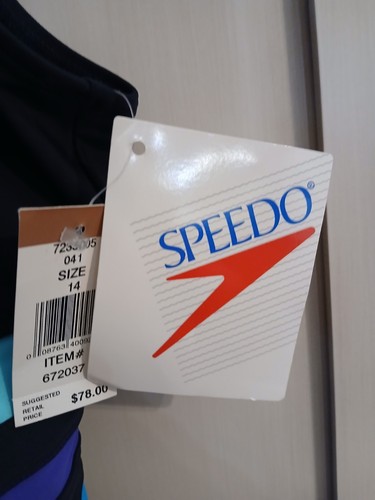 SPEEDO®
041
SIZE
14
ITEM#
672037
SUGGESTED
RETAIL
PRICE
$78.00